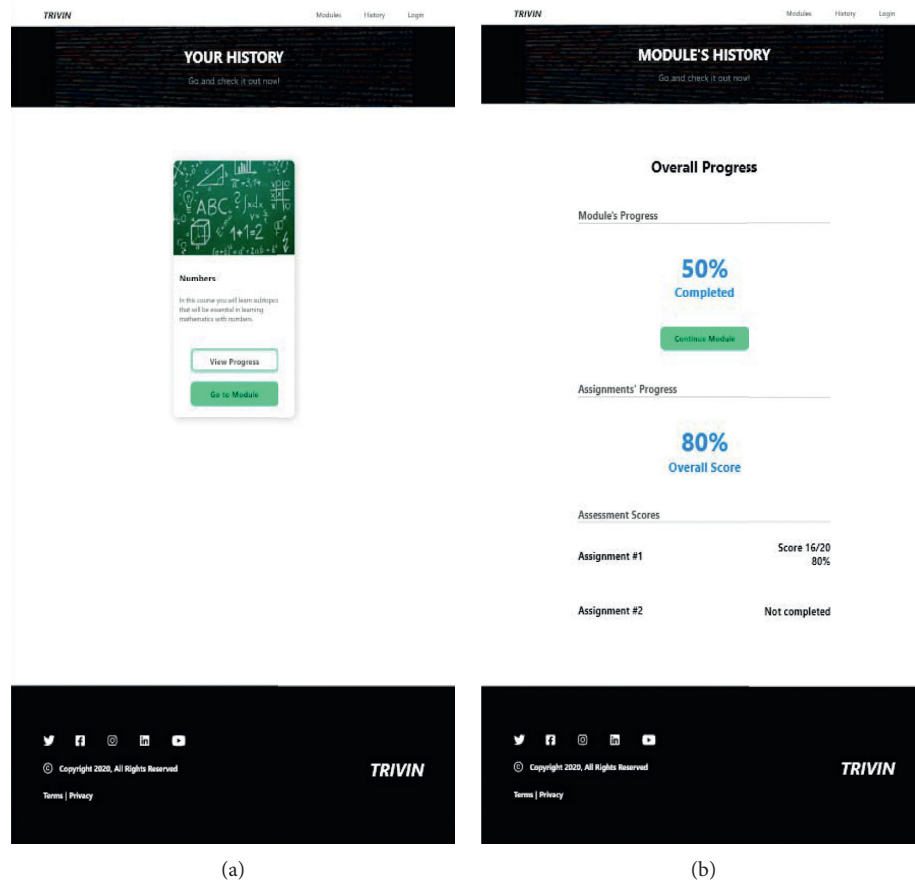 TRIVIN
Modules History Login
YOUR HISTORY
Go and check it out now!
ABC
1+1=2
Numbers
In this course you will learn subtopics
that will be essential in learning
mathematics with numbers.
View Progress
Go to Module
Copyright 2020, All Rights Reserved
TRIVIN
Terms | Privacy
(a)
TRIVIN
Modules History Login
MODULE'S HISTORY
Go and check it out now!
Overall Progress
Module's Progress
50%
Completed
Continue Module
Assignments' Progress
80%
Overall Score
Assessment Scores
Assignment #1
Score 16/20
80%
Assignment #2
Not completed
Copyright 2020, All Rights Reserved
TRIVIN
Terms | Privacy
(b)